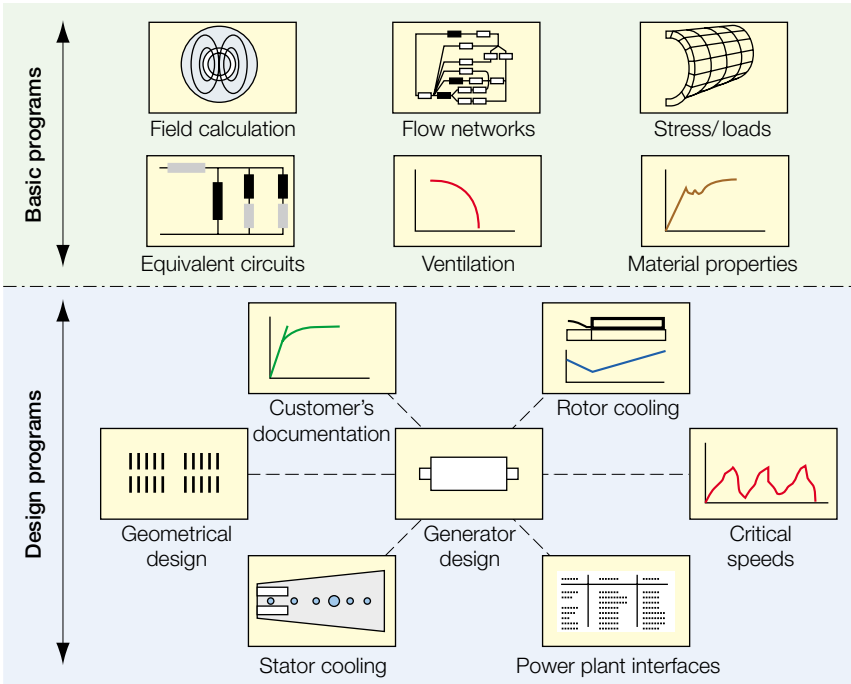 Basic programs
Field calculation
Flow networks
Stress/loads
Equivalent circuits
Ventilation
Material properties
Design programs
Customer's
documentation
Rotor cooling
Geometrical
design
Generator
design
Critical
speeds
Stator cooling
Power plant interfaces